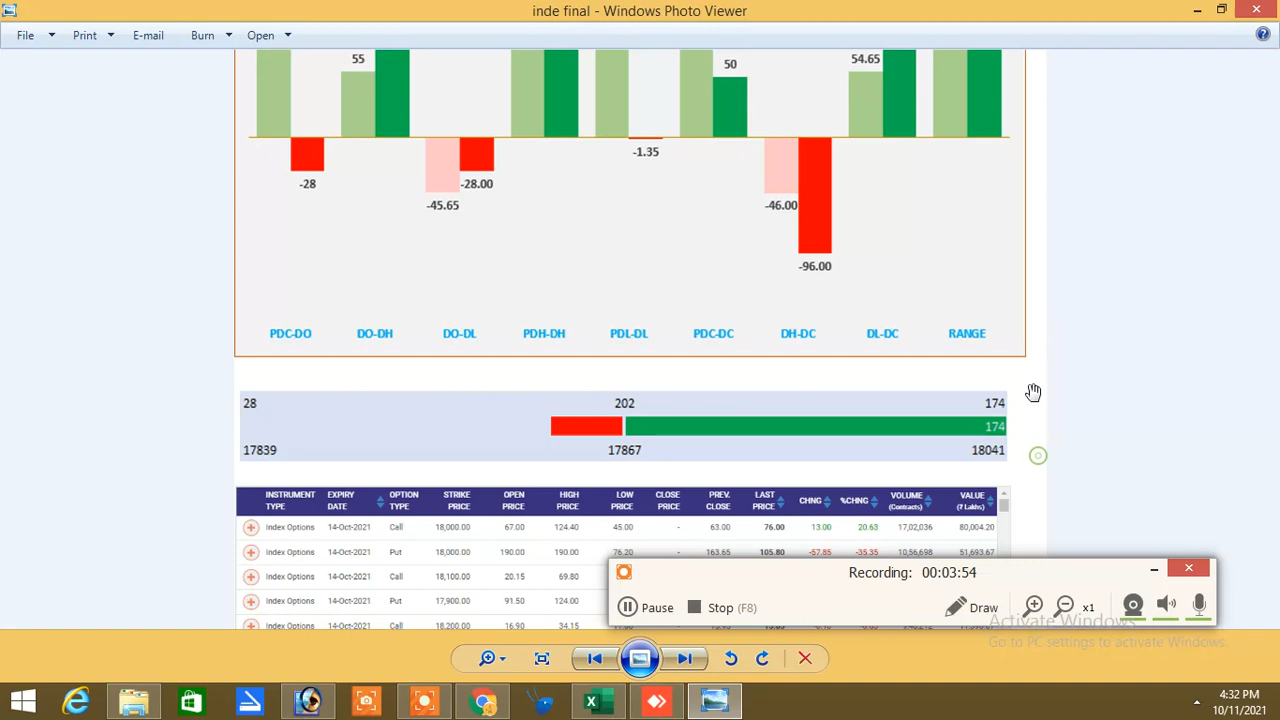 inde final - Windows Photo Viewer
File Print E-mail Burn Open
55 50 54.65
-28 -45.65 -28.00 -1.35 -46.00 -96.00
PDC-DO DO-DH DO-DL PDH-DH PDL-DL PDC-DC DH-DC DL-DC RANGE
28 202 174
174
17839 17867 18041
INSTRUMENT TYPE EXPIRY DATE OPTION TYPE STRIKE PRICE OPEN PRICE HIGH PRICE LOW PRICE CLOSE PRICE PREV. CLOSE LAST PRICE CHNG %CHNG VOLUME (Contracts) VALUE (₹ Lakhs)
Index Options 14-Oct-2021 Call 18,000.00 67.00 124.40 45.00 - 63.00 76.00 13.00 20.63 17,02,036 80,004.20
Index Options 14-Oct-2021 Put 18,000.00 190.00 190.00 76.20 - 163.65 105.80 -57.85 -35.35 10,56,698 51,693.67
Index Options 14-Oct-2021 Call 18,100.00 20.15 69.80
Index Options 14-Oct-2021 Put 17,900.00 91.50 124.00
Index Options 14-Oct-2021 Call 18,200.00 16.90 34.15
Recording: 00:03:54
Pause Stop (F8) Draw x1
Activate Windows
Go to PC settings to activate Windows.
4:32 PM
10/11/2021